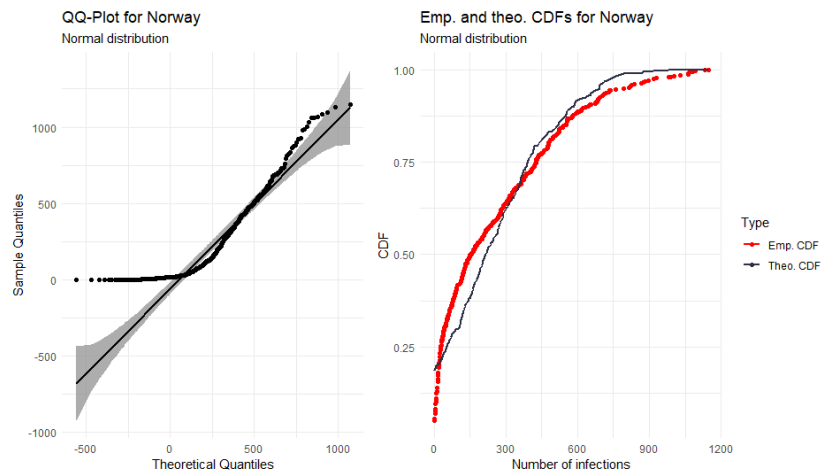 QQ-Plot for Norway
Normal distribution
1000
500
0
-500
-1000
Sample Quantiles
-500
0
500
1000
Theoretical Quantiles
Emp. and theo. CDFs for Norway
Normal distribution
1.00
0.75
0.50
0.25
CDF
0
300
600
900
1200
Number of infections
Type
Emp. CDF
Theo. CDF